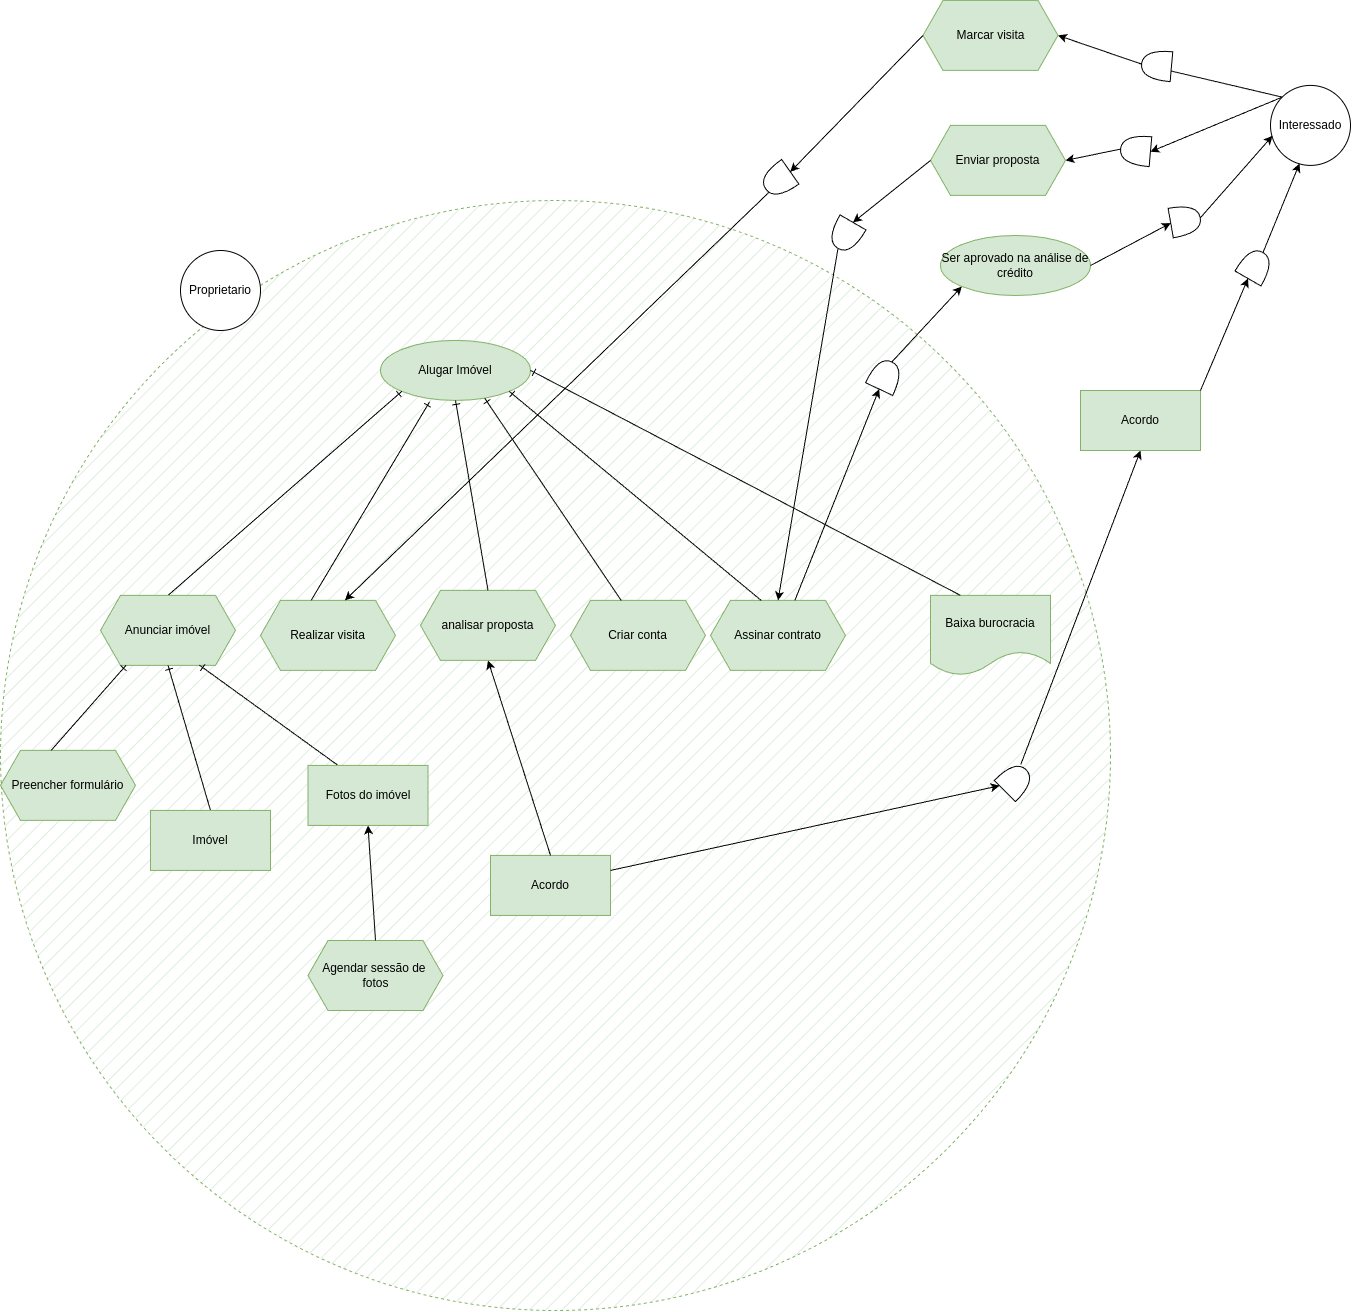 Marcar visita
Interessado
Enviar proposta
Ser aprovado na análise de
crédito
Proprietario
Alugar Imóvel
Acordo
Anunciar imóvel
Realizar visita
analisar proposta
Criar conta
Assinar contrato
Baixa burocracia
Preencher formulário
Fotos do imóvel
Imóvel
Acordo
Agendar sessão de
fotos